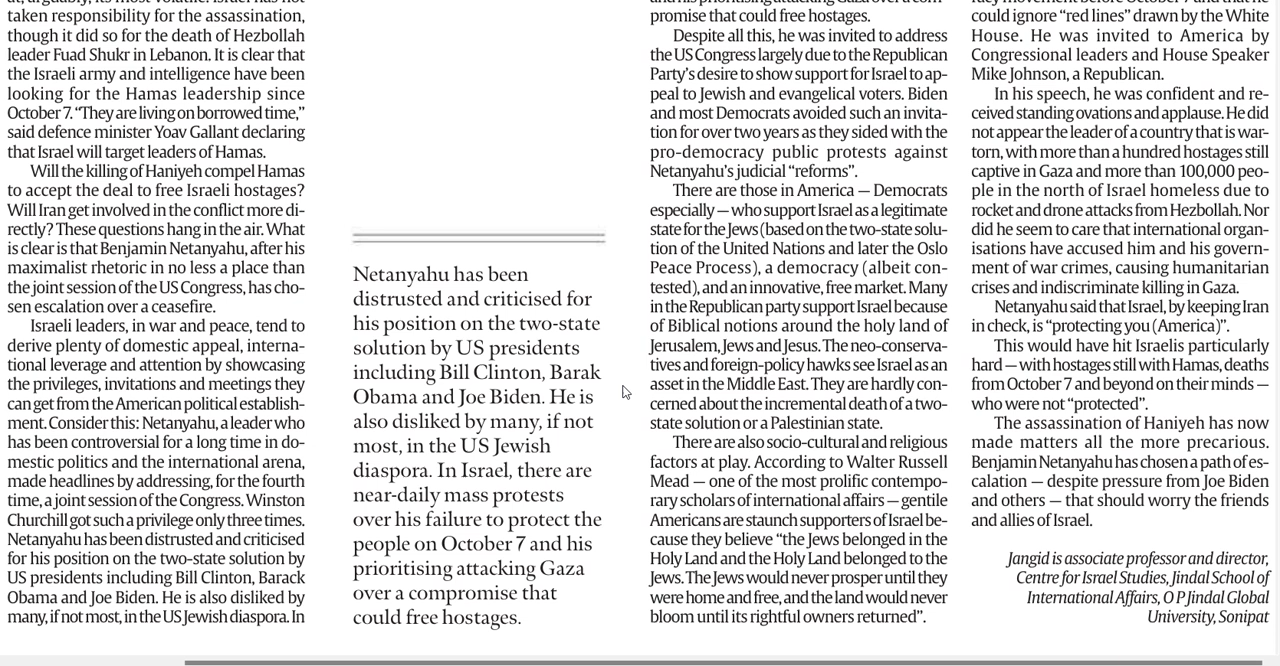 at, arguably, its most volatile. Israel has not
taken responsibility for the assassination,
though it did so for the death of Hezbollah
leader Fuad Shukr in Lebanon. It is clear that
the Israeli army and intelligence have been
looking for the Hamas leadership since
October 7. “They are living on borrowed time,”
said defence minister Yoav Gallant declaring
that Israel will target leaders of Hamas.
Will the killing of Haniyeh compel Hamas
to accept the deal to free Israeli hostages?
Will Iran get involved in the conflict more di-
rectly? These questions hang in the air. What
is clear is that Benjamin Netanyahu, after his
maximalist rhetoric in no less a place than
the joint session of the US Congress, has cho-
sen escalation over a ceasefire.
Israeli leaders, in war and peace, tend to
derive plenty of domestic appeal, interna-
tional leverage and attention by showcasing
the privileges, invitations and meetings they
can get from the American political establish-
ment. Consider this: Netanyahu, a leader who
has been controversial for a long time in do-
mestic politics and the international arena,
made headlines by addressing, for the fourth
time, a joint session of the Congress. Winston
Churchill got such a privilege only three times.
Netanyahu has been distrusted and criticised
for his position on the two-state solution by
US presidents including Bill Clinton, Barack
Obama and Joe Biden. He is also disliked by
many, if not most, in the US Jewish diaspora. In
Netanyahu has been
distrusted and criticised for
his position on the two-state
solution by US presidents
including Bill Clinton, Barak
Obama and Joe Biden. He is
also disliked by many, if not
most, in the US Jewish
diaspora. In Israel, there are
near-daily mass protests
over his failure to protect the
people on October 7 and his
prioritising attacking Gaza
over a compromise that
could free hostages.
and his prioritising attacking Gaza over a com-
promise that could free hostages.
Despite all this, he was invited to address
the US Congress largely due to the Republican
Party’s desire to show support for Israel to ap-
peal to Jewish and evangelical voters. Biden
and most Democrats avoided such an invita-
tion for over two years as they sided with the
pro-democracy public protests against
Netanyahu’s judicial “reforms”.
There are those in America — Democrats
especially — who support Israel as a legitimate
state for the Jews (based on the two-state solu-
tion of the United Nations and later the Oslo
Peace Process), a democracy (albeit con-
tested), and an innovative, free market. Many
in the Republican party support Israel because
of Biblical notions around the holy land of
Jerusalem, Jews and Jesus. The neo-conserva-
tives and foreign-policy hawks see Israel as an
asset in the Middle East. They are hardly con-
cerned about the incremental death of a two-
state solution or a Palestinian state.
There are also socio-cultural and religious
factors at play. According to Walter Russell
Mead — one of the most prolific contempo-
rary scholars of international affairs — gentile
Americans are staunch supporters of Israel be-
cause they believe “the Jews belonged in the
Holy Land and the Holy Land belonged to the
Jews. The Jews would never prosper until they
were home and free, and the land would never
bloom until its rightful owners returned”.
movement before October 7 and that he
could ignore “red lines” drawn by the White
House. He was invited to America by
Congressional leaders and House Speaker
Mike Johnson, a Republican.
In his speech, he was confident and re-
ceived standing ovations and applause. He did
not appear the leader of a country that is war-
torn, with more than a hundred hostages still
captive in Gaza and more than 100,000 peo-
ple in the north of Israel homeless due to
rocket and drone attacks from Hezbollah. Nor
did he seem to care that international organ-
isations have accused him and his govern-
ment of war crimes, causing humanitarian
crises and indiscriminate killing in Gaza.
Netanyahu said that Israel, by keeping Iran
in check, is “protecting you (America)”.
This would have hit Israelis particularly
hard — with hostages still with Hamas, deaths
from October 7 and beyond on their minds —
who were not “protected”.
The assassination of Haniyeh has now
made matters all the more precarious.
Benjamin Netanyahu has chosen a path of es-
calation — despite pressure from Joe Biden
and others — that should worry the friends
and allies of Israel.
Jangid is associate professor and director,
Centre for Israel Studies, Jindal School of
International Affairs, O P Jindal Global
University, Sonipat